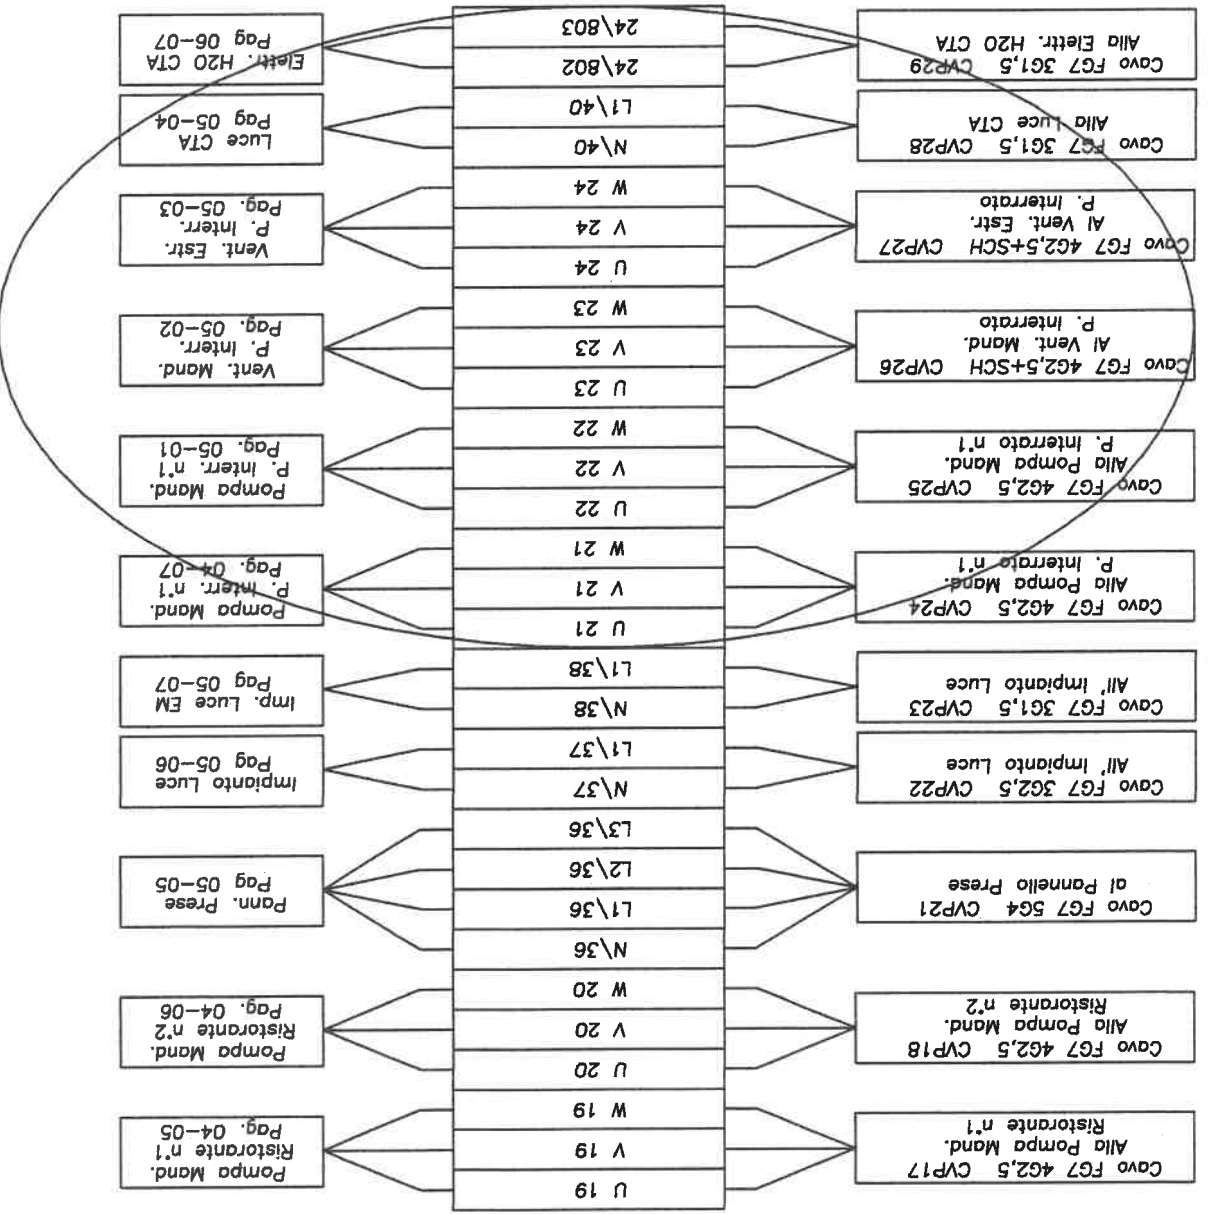 Cavo FG7 4G2,5 CVP17
Alla Pompa Mand.
Ristorante n°1
U 19
V 19
W 19
Pompa Mand.
Ristorante n°1
Pag. 04-05
Cavo FG7 4G2,5 CVP18
Alla Pompa Mand.
Ristorante n°2
U 20
V 20
W 20
Pompa Mand.
Ristorante n°2
Pag. 04-06
Cavo FG7 5G4 CVP21
al Pannello Prese
N\36
L1\36
L2\36
L3\36
Pann. Prese
Pag 05-05
Cavo FG7 3G2,5 CVP22
All' Impianto Luce
N\37
L1\37
Impianto Luce
Pag 05-06
Cavo FG7 3G1,5 CVP23
All' Impianto Luce
N\38
L1\38
Imp. Luce EM
Pag 05-07
Cavo FG7 4G2,5 CVP24
Alla Pompa Mand.
P. Interrato n°1
U 21
V 21
W 21
Pompa Mand.
P. Interr. n°1
Pag. 04-07
Cavo FG7 4G2,5 CVP25
Alla Pompa Mand.
P. Interrato n°1
U 22
V 22
W 22
Pompa Mand.
P. Interr. n°1
Pag. 05-01
Cavo FG7 4G2,5+SCH CVP26
Al Vent. Mand.
P. Interrato
U 23
V 23
W 23
Vent. Mand.
P. Interr.
Pag. 05-02
Cavo FG7 4G2,5+SCH CVP27
Al Vent. Estr.
P. Interrato
U 24
V 24
W 24
Vent. Estr.
P. Interr.
Pag. 05-03
Cavo FG7 3G1,5 CVP28
Alla Luce CTA
N\40
L1\40
Luce CTA
Pag 05-04
Cavo FG7 3G1,5 CVP29
Alla Elettr. H2O CTA
24\802
24\803
Elettr. H2O CTA
Pag 06-07